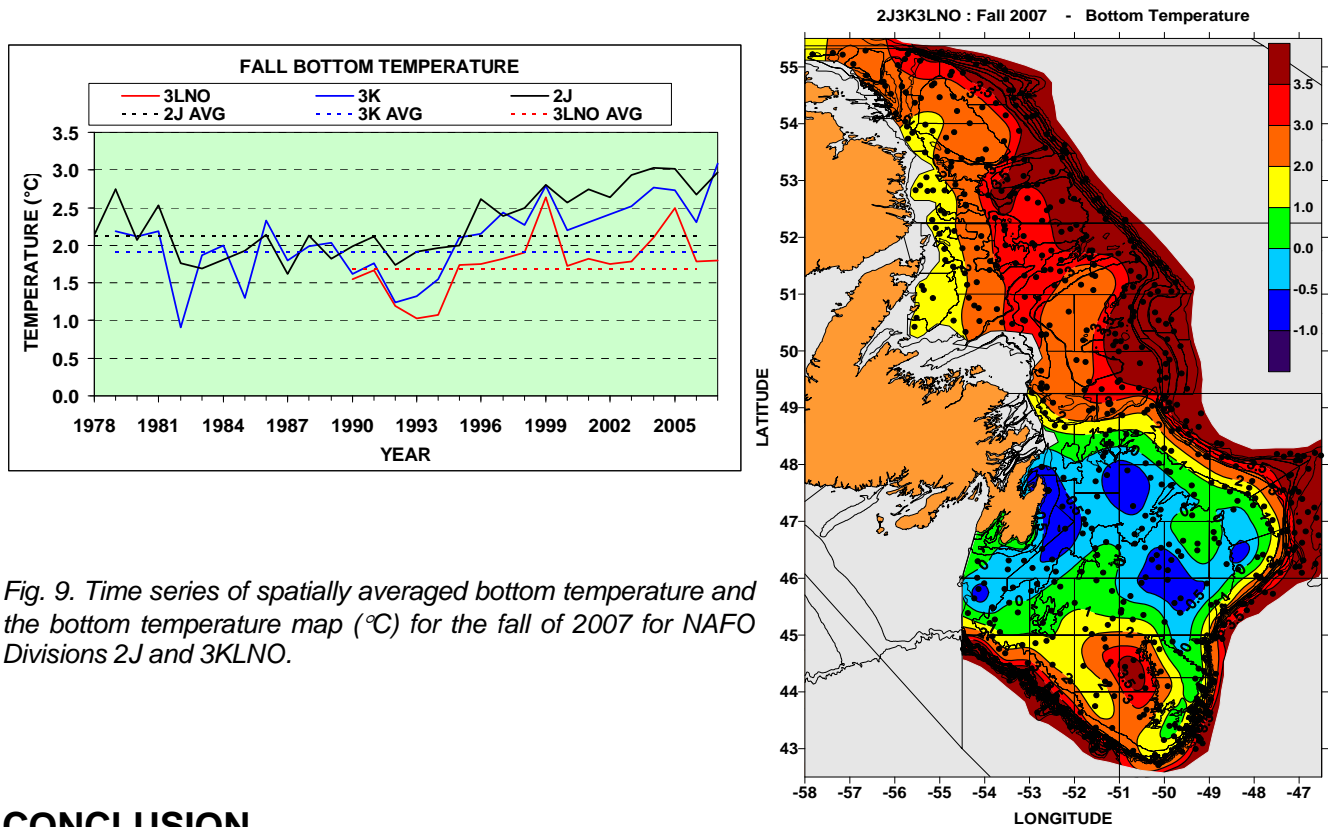 FALL BOTTOM TEMPERATURE
3LNO 3K 2J
2J AVG 3K AVG 3LNO AVG
TEMPERATURE (°C)
3.5
3.0
2.5
2.0
1.5
1.0
0.5
0.0
1978 1981 1984 1987 1990 1993 1996 1999 2002 2005
YEAR
Fig. 9. Time series of spatially averaged bottom temperature and
the bottom temperature map (°C) for the fall of 2007 for NAFO
Divisions 2J and 3KLNO.
2J3K3LNO : Fall 2007 - Bottom Temperature
LATITUDE
55
54
53
52
51
50
49
48
47
46
45
44
43
3.5
3.0
2.0
1.0
0.0
-0.5
-1.0
-58 -57 -56 -55 -54 -53 -52 -51 -50 -49 -48 -47
LONGITUDE
CONCLUSION